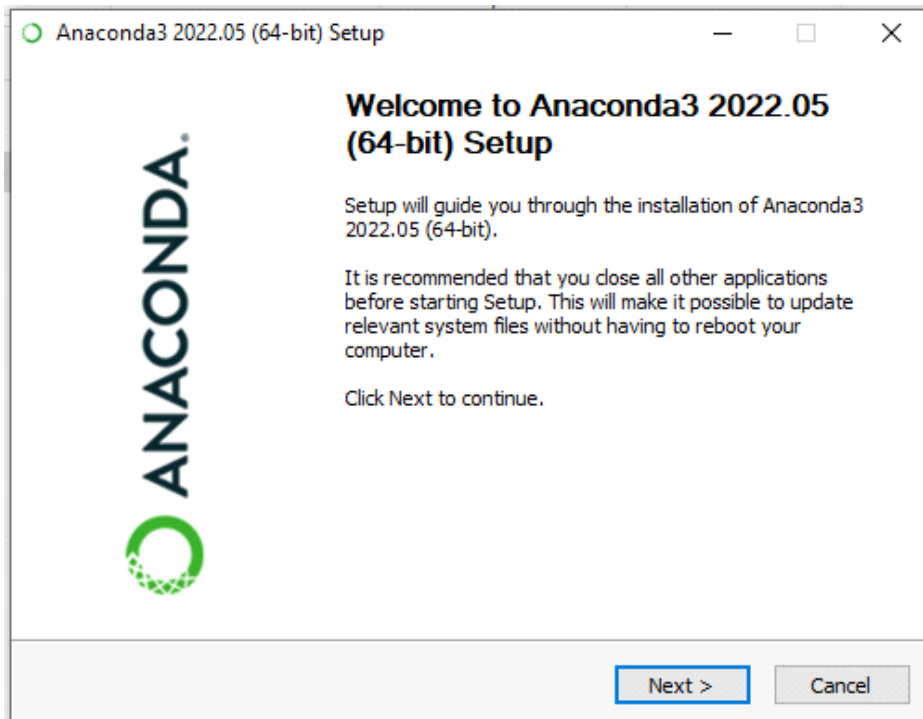 Anaconda3 2022.05 (64-bit) Setup
Welcome to Anaconda3 2022.05
(64-bit) Setup
Setup will guide you through the installation of Anaconda3
2022.05 (64-bit).
It is recommended that you close all other applications
before starting Setup. This will make it possible to update
relevant system files without having to reboot your
computer.
Click Next to continue.
ANACONDA.
Next >
Cancel